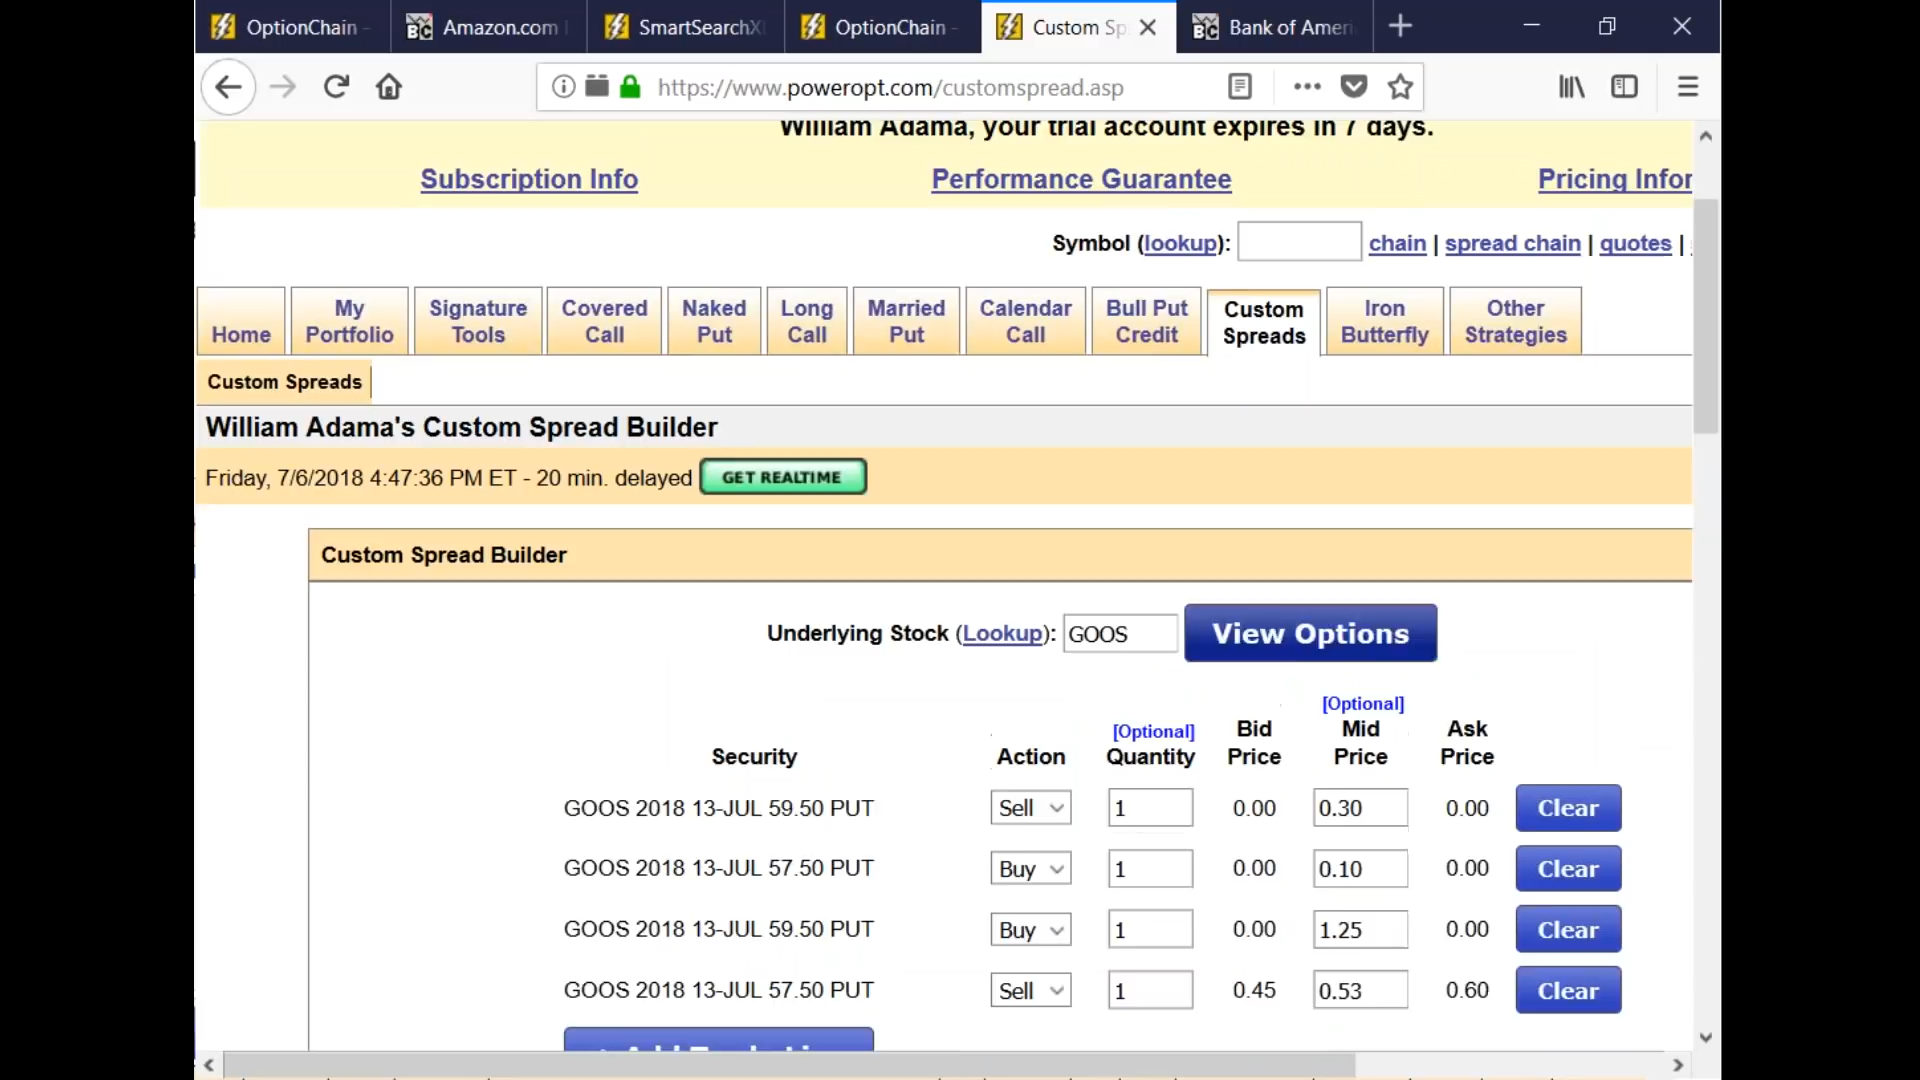 OptionChain -
Amazon.com
SmartSearchX
OptionChain -
Custom Sp
Bank of Amer
https://www.poweropt.com/customspread.asp
William Adama, your trial account expires in 7 days.
Subscription Info
Performance Guarantee
Pricing Infor
Symbol (lookup):
chain | spread chain | quotes |
Home
My Portfolio
Signature Tools
Covered Call
Naked Put
Long Call
Married Put
Calendar Call
Bull Put Credit
Custom Spreads
Iron Butterfly
Other Strategies
Custom Spreads
William Adama's Custom Spread Builder
Friday, 7/6/2018 4:47:36 PM ET - 20 min. delayed GET REALTIME
Custom Spread Builder
Underlying Stock (Lookup): GOOS View Options
Security Action [Optional] Quantity Bid Price [Optional] Mid Price Ask Price
GOOS 2018 13-JUL 59.50 PUT Sell 1 0.00 0.30 0.00 Clear
GOOS 2018 13-JUL 57.50 PUT Buy 1 0.00 0.10 0.00 Clear
GOOS 2018 13-JUL 59.50 PUT Buy 1 0.00 1.25 0.00 Clear
GOOS 2018 13-JUL 57.50 PUT Sell 1 0.45 0.53 0.60 Clear